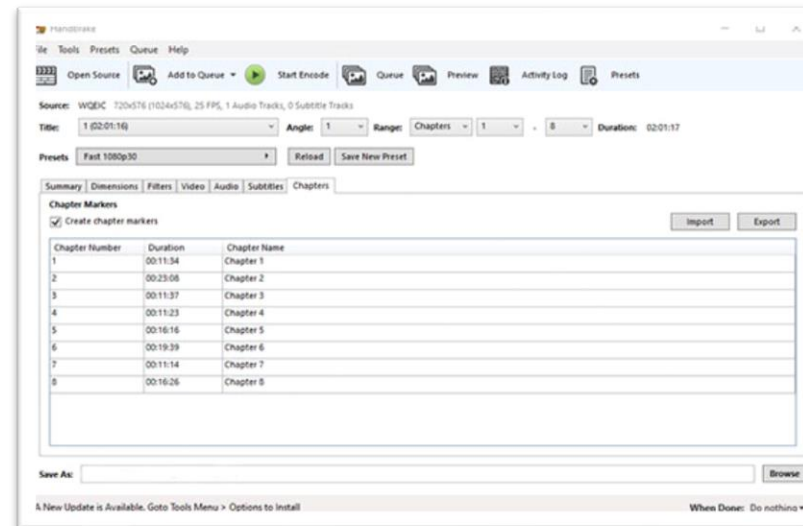 Handbrake
File Tools Presets Queue Help
Open Source Add to Queue Start Encode Queue Preview Activity Log Presets
Source: WQEIC 720x576 (1024x576), 25 FPS, 1 Audio Tracks, 0 Subtitle Tracks
Title: 1 (02:01:16) Angle: 1 Range: Chapters 1 - 8 Duration: 02:01:17
Presets Fast 1080p30 Reload Save New Preset
Summary Dimensions Filters Video Audio Subtitles Chapters
Chapter Markers
Create chapter markers Import Export
Chapter Number Duration Chapter Name
1 00:11:34 Chapter 1
2 00:23:08 Chapter 2
3 00:11:37 Chapter 3
4 00:11:23 Chapter 4
5 00:16:16 Chapter 5
6 00:19:39 Chapter 6
7 00:11:14 Chapter 7
8 00:16:26 Chapter 8
Save As: Browse
A New Update is Available. Goto Tools Menu > Options to Install When Done: Do nothing